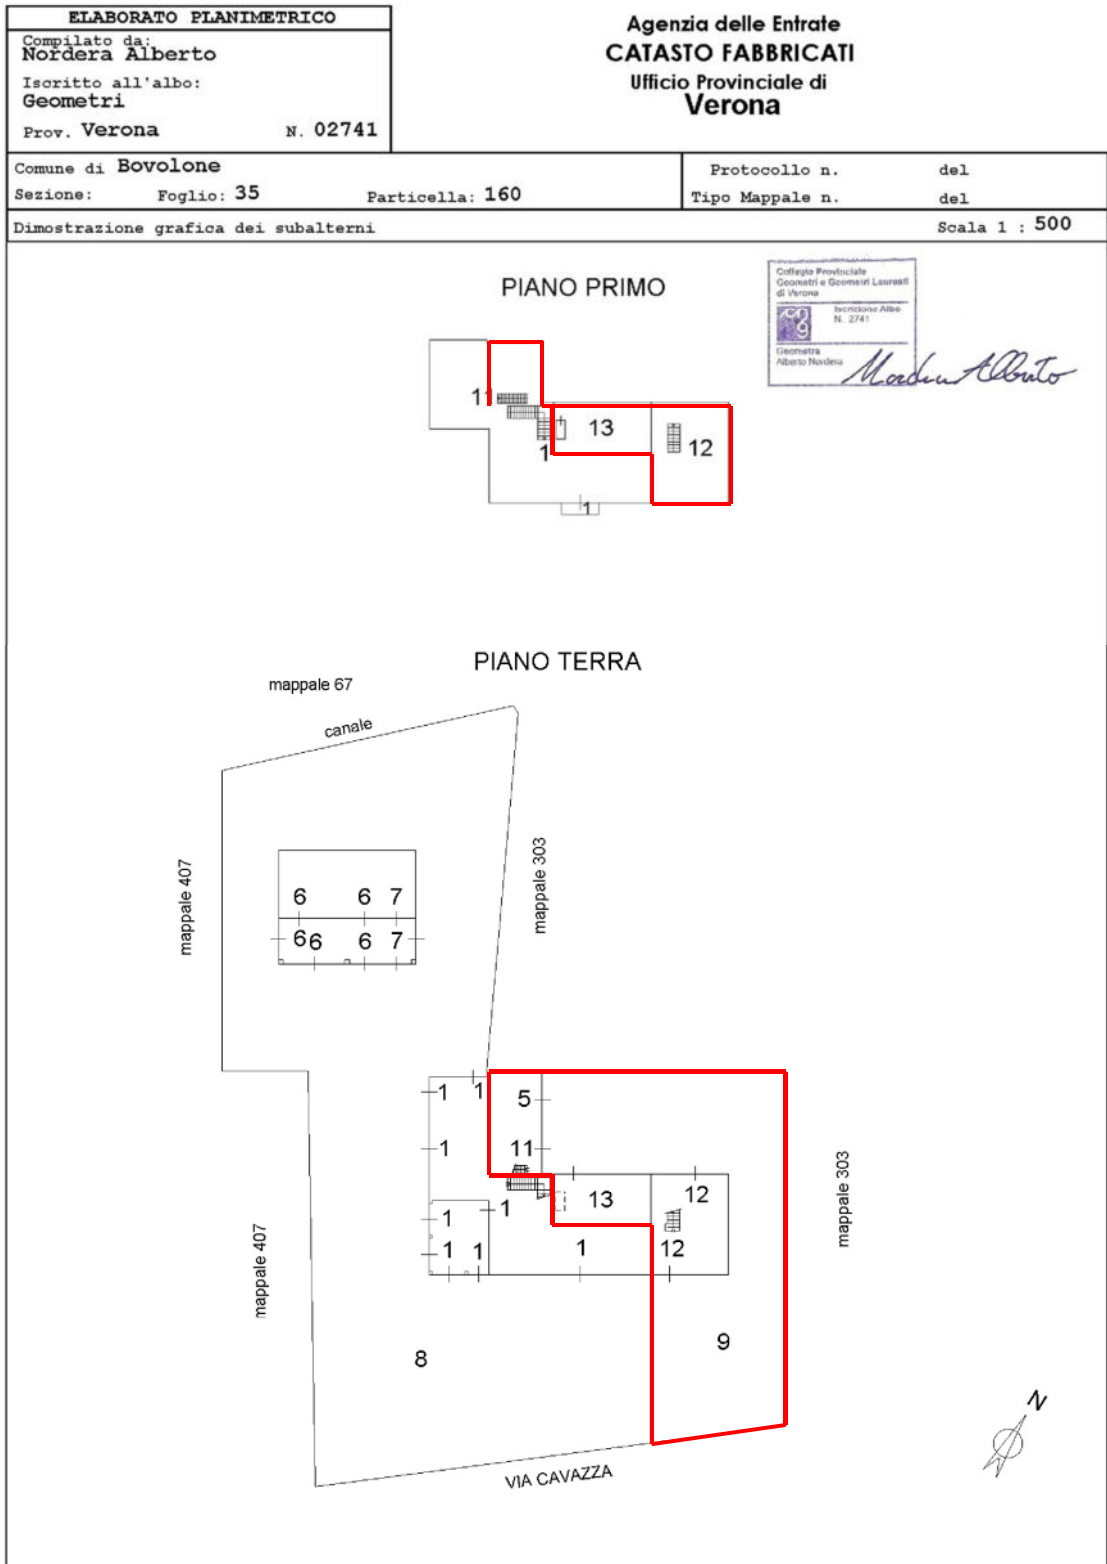 ELABORATO PLANIMETRICO
Compilato da:
Nordera Alberto
Iscritto all'albo:
Geometri
Prov. Verona N. 02741
Agenzia delle Entrate
CATASTO FABBRICATI
Ufficio Provinciale di
Verona
Comune di Bovolone
Sezione: Foglio: 35 Particella: 160
Protocollo n. del
Tipo Mappale n. del
Dimostrazione grafica dei subalterni
Scala 1 : 500
PIANO PRIMO
Collegio Provinciale
Geometri e Geometri Laureati
di Verona
Iscrizione Albo
N. 2741
Geometra
Alberto Nordera
Nordera Alberto
11
13
12
1
1
PIANO TERRA
mappale 67
canale
mappale 407
mappale 303
6 6 7
6 6 6 7
1 1
5
1
11
mappale 303
13
12
1
1
mappale 407
1 1
1
12
9
8
N
VIA CAVAZZA